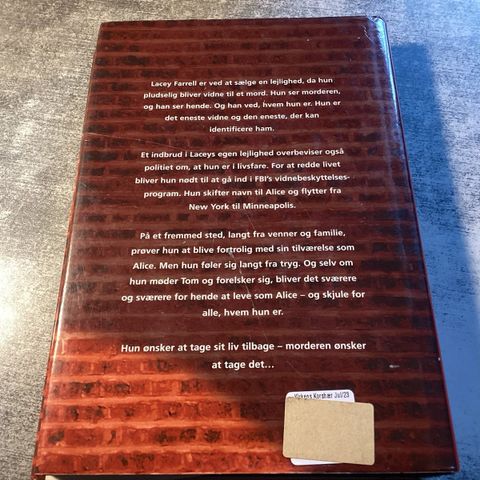 Lacey Farrell er ved at sælge en lejlighed, da hun
pludselig bliver vidne til et mord. Hun ser morderen,
og han ser hende. Og han ved, hvem hun er. Hun er
det eneste vidne og den eneste, der kan
identificere ham.
Et indbrud i Laceys egen lejlighed overbeviser også
politiet om, at hun er i livsfare. For at redde livet
bliver hun nødt til at gå ind i FBI's vidnebeskyttelses-
program. Hun skifter navn til Alice og flytter fra
New York til Minneapolis.
På et fremmed sted, langt fra venner og familie,
prøver hun at blive fortrolig med sin tilværelse som
Alice. Men hun føler sig langt fra tryg. Og selv om
hun møder Tom og forelsker sig, bliver det sværere
og sværere for hende at leve som Alice – og skjule for
alle, hvem hun er.
Hun ønsker at tage sit liv tilbage – morderen ønsker
at tage det...
Kirkens Korshær Jul/23